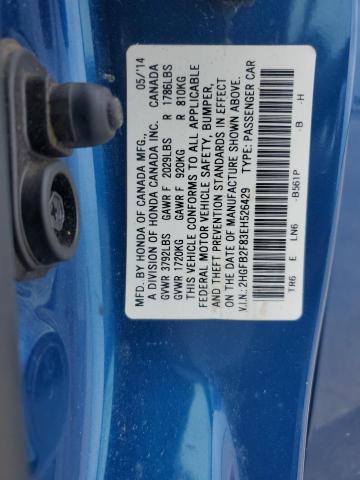 MFD. BY HONDA OF CANADA MFG. 05/'14
A DIVISION OF HONDA CANADA INC. CANADA
GVWR 3792LBS GAWR F 2029LBS R 1786LBS
GVWR 1720KG GAWR F 920KG R 810KG
THIS VEHICLE CONFORMS TO ALL APPLICABLE
FEDERAL MOTOR VEHICLE SAFETY, BUMPER,
AND THEFT PREVENTION STANDARDS IN EFFECT
ON THE DATE OF MANUFACTURE SHOWN ABOVE.
V.I.N.: 2HGFB2F83EH526429 TYPE: PASSENGER CAR
-B561P -B -H
TR6 E LN6